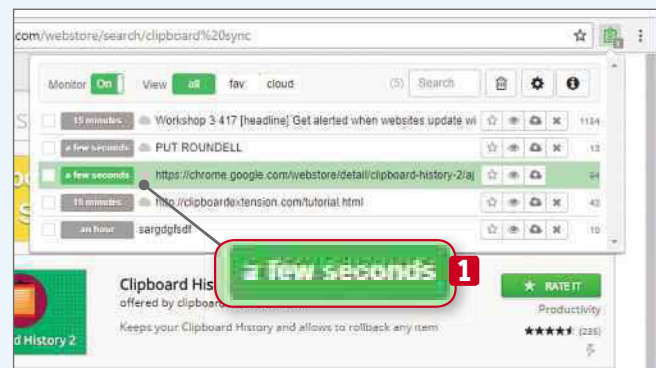 .com/webstore/search/clipboard%20sync
Monitor On View all fav cloud (5) Search
15 minutes Workshop 3 417 [headline] Get alerted when websites update wi 1124
a few seconds PUT ROUNDELL 13
a few seconds https://chrome.google.com/webstore/detail/clipboard-history-2/aj 94
15 minutes http://clipboardextension.com/tutorial.html 43
an hour sargdgfsdf 10
a few seconds 1
Clipboard His
offered by clipboar
Keeps your Clipboard History and allows to rollback any item
RATE IT
Productivity
(235)
d History 2